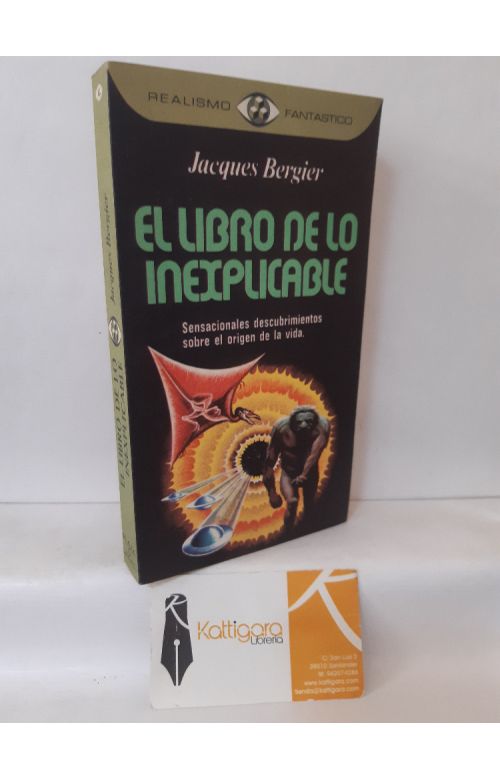 REALISMO FANTASTICO
Jacques Bergier
EL LIBRO DE LO
INEXPLICABLE
Sensacionales descubrimientos
sobre el origen de la vida.
Jacques Bergier
EL LIBRO DE LO
INEXPLICABLE
Kattigara
Librería
C/ San Luis 5
39010 Santander
www.kattigara.com
tienda@kattigara.com